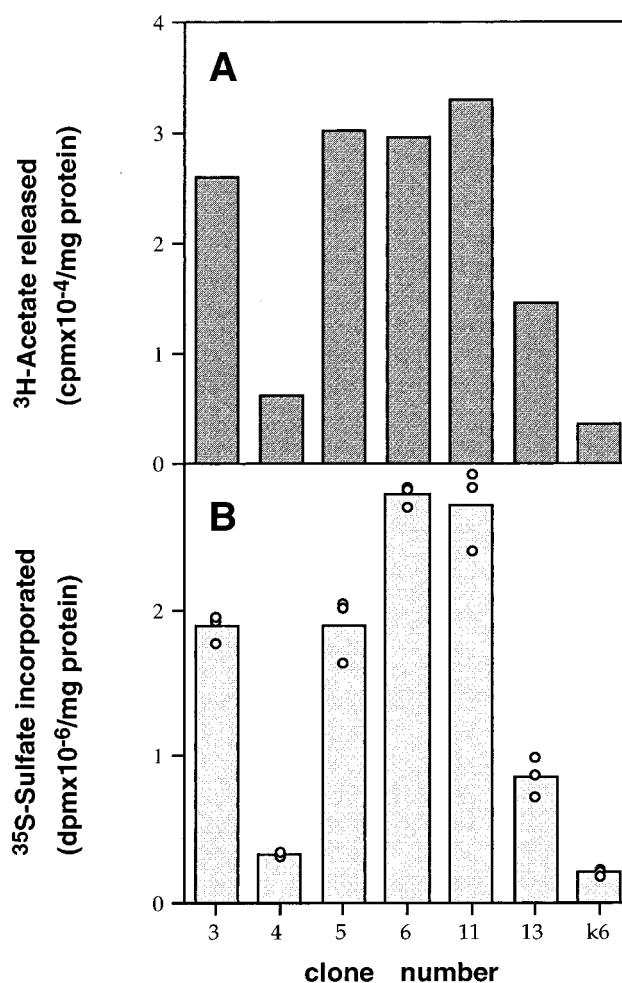 A
³H-Acetate released
(cpmx10⁻⁴/mg protein)
4
3
2
1
0
B
³⁵S-Sulfate incorporated
(dpmx10⁻⁶/mg protein)
2
1
0
3 4 5 6 11 13 k6
clone number